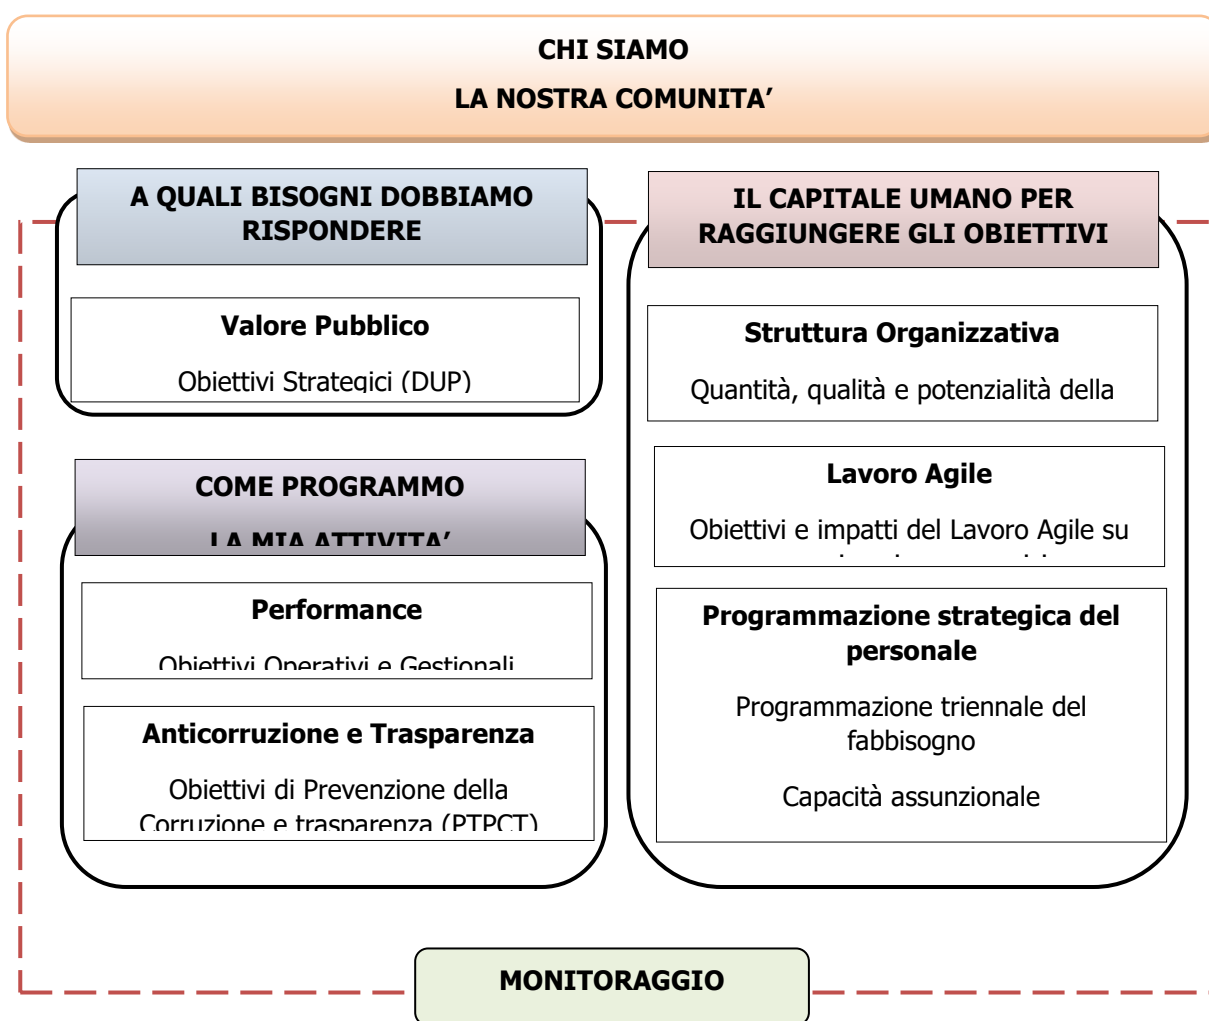 CHI SIAMO
LA NOSTRA COMUNITA’
A QUALI BISOGNI DOBBIAMO
RISPONDERE
Valore Pubblico
Obiettivi Strategici (DUP)
COME PROGRAMMO
LA MIA ATTIVITA’
Performance
Obiettivi Operativi e Gestionali
Anticorruzione e Trasparenza
Obiettivi di Prevenzione della
Corruzione e trasparenza (PTPCT)
IL CAPITALE UMANO PER
RAGGIUNGERE GLI OBIETTIVI
Struttura Organizzativa
Quantità, qualità e potenzialità della
Lavoro Agile
Obiettivi e impatti del Lavoro Agile su
Programmazione strategica del
personale
Programmazione triennale del
fabbisogno
Capacità assunzionale
MONITORAGGIO